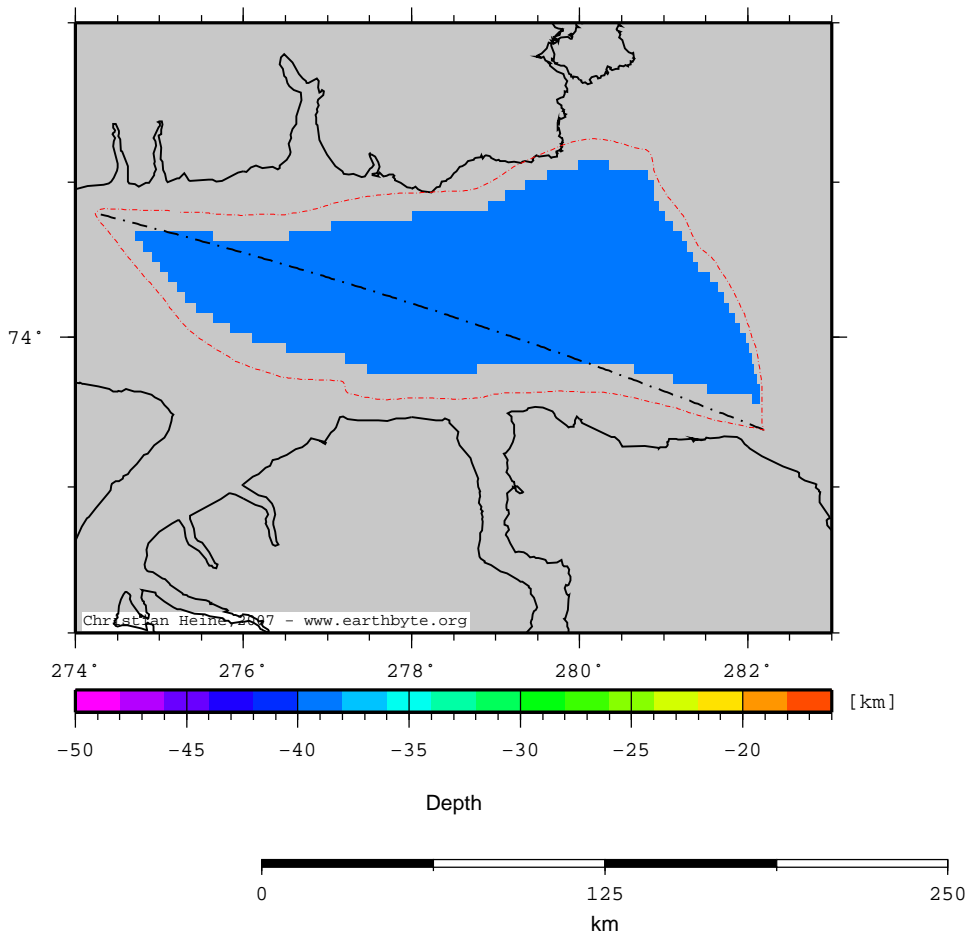 74°
Christian Heine, 2007 - www.earthbyte.org
274° 276° 278° 280° 282°
[km]
−50 −45 −40 −35 −30 −25 −20
Depth
0 125 250
km